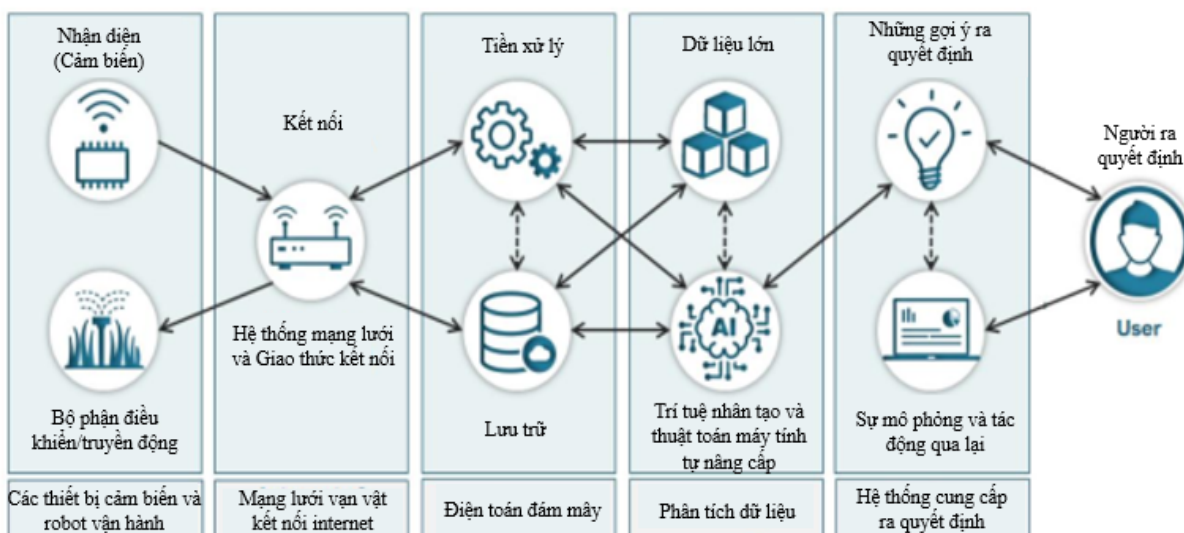 Nhận diện
(Cảm biến)
Bộ phận điều
khiển/truyền động
Các thiết bị cảm biến và
robot vận hành
Kết nối
Hệ thống mạng lưới
và Giao thức kết nối
Mạng lưới vạn vật
kết nối internet
Tiền xử lý
Lưu trữ
Điện toán đám mây
Dữ liệu lớn
AI
Trí tuệ nhân tạo và
thuật toán máy tính
tự nâng cấp
Phân tích dữ liệu
Những gợi ý ra
quyết định
Sự mô phỏng và tác
động qua lại
Hệ thống cung cấp
ra quyết định
Người ra
quyết định
User